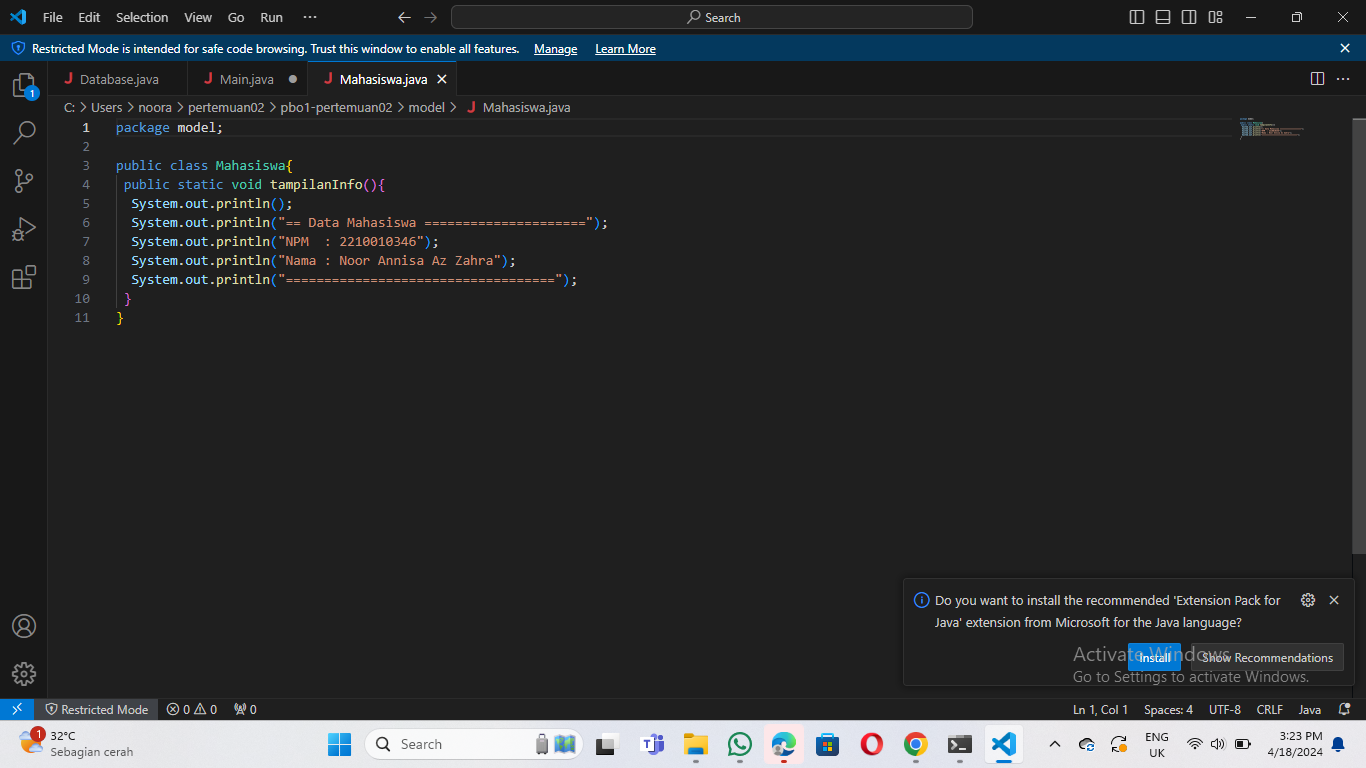 File Edit Selection View Go Run ··· Search
Restricted Mode is intended for safe code browsing. Trust this window to enable all features. Manage Learn More
J Database.java J Main.java J Mahasiswa.java
C: > Users > noora > pertemuan02 > pbo1-pertemuan02 > model > J Mahasiswa.java
1 package model;
2
3 public class Mahasiswa{
4 public static void tampilanInfo(){
5 System.out.println();
6 System.out.println("== Data Mahasiswa =====================");
7 System.out.println("NPM  : 2210010346");
8 System.out.println("Nama : Noor Annisa Az Zahra");
9 System.out.println("===================================");
10 }
11 }
1
Do you want to install the recommended 'Extension Pack for
Java' extension from Microsoft for the Java language?
Install Show Recommendations
Activate Windows
Go to Settings to activate Windows.
Restricted Mode 0 0 0 Ln 1, Col 1 Spaces: 4 UTF-8 CRLF Java
1
32°C
Sebagian cerah
Search
ENG
UK
3:23 PM
4/18/2024